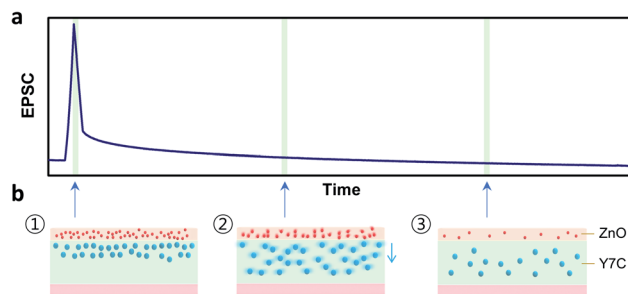 a
EPSC
Time
b
① ② ③
ZnO
Y7C